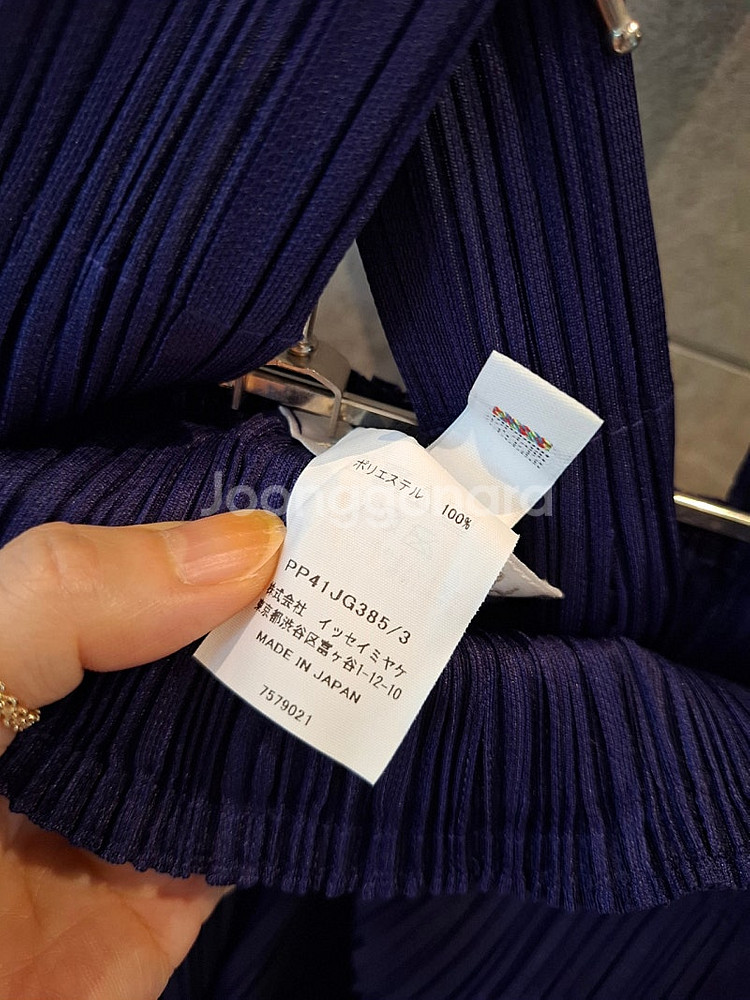 ポリエステル 100%
PP41JG385/3
株式会社 イッセイミヤケ
東京都渋谷区富ヶ谷1-12-10
MADE IN JAPAN
7579021
Joonggonara